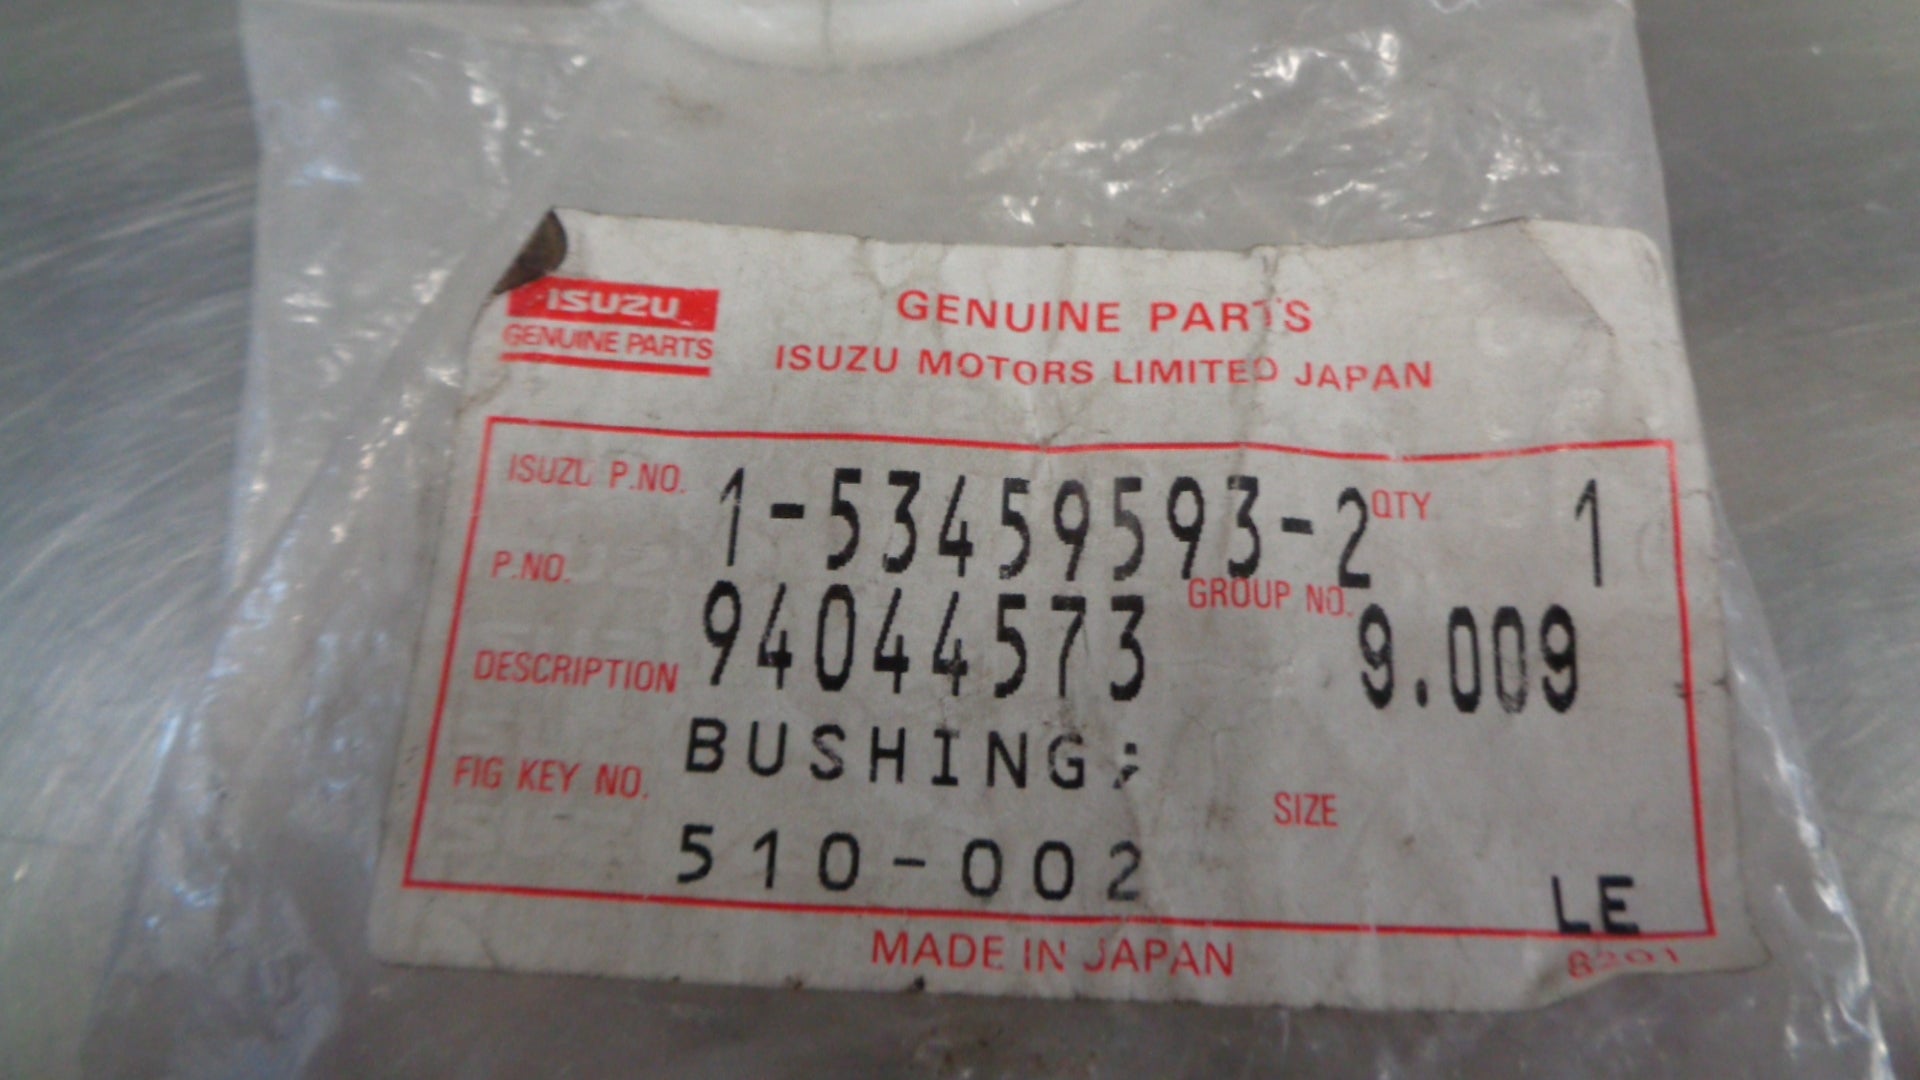 ISUZU
GENUINE PARTS
GENUINE PARTS
ISUZU MOTORS LIMITED JAPAN
ISUZU P.NO. 1-53459593-2 QTY 1
P.NO. 94044573 GROUP NO. 9.009
DESCRIPTION BUSHING;
FIG KEY NO. 510-002 SIZE LE
MADE IN JAPAN
8201